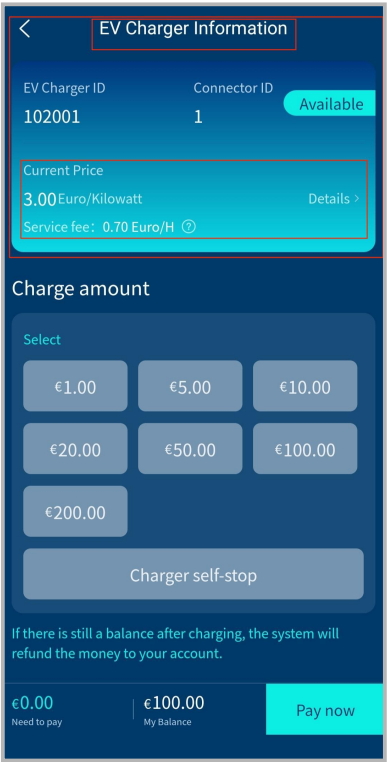 EV Charger Information
EV Charger ID
Connector ID
102001
1
Available
Current Price
3.00 Euro/Kilowatt
Details >
Service fee: 0.70 Euro/H ?
Charge amount
Select
€1.00
€5.00
€10.00
€20.00
€50.00
€100.00
€200.00
Charger self-stop
If there is still a balance after charging, the system will
refund the money to your account.
€0.00
€100.00
Need to pay
My Balance
Pay now